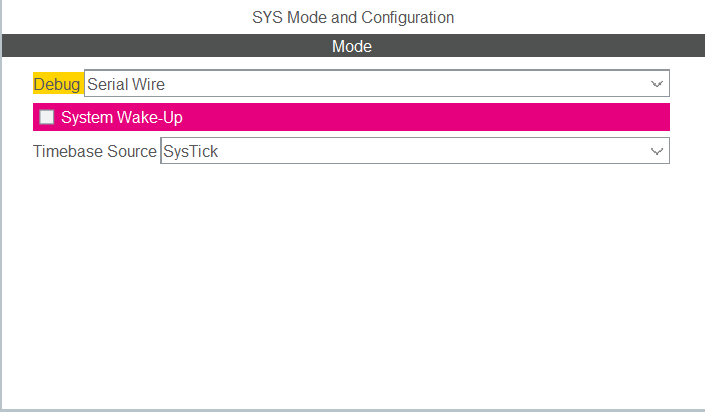 SYS Mode and Configuration
Mode
Debug Serial Wire
System Wake-Up
Timebase Source SysTick